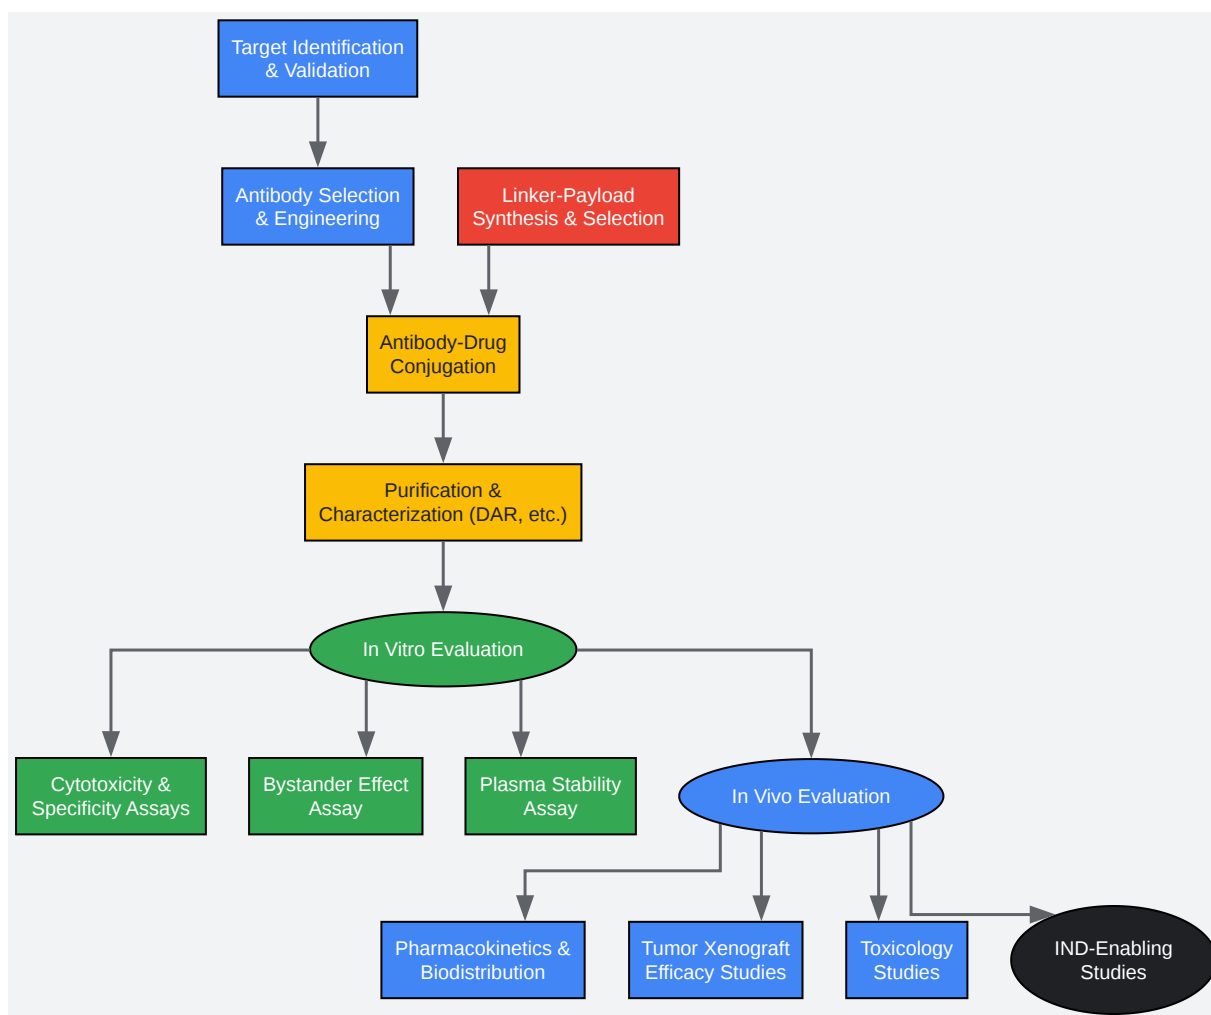 Target Identification
& Validation
Antibody Selection
& Engineering
Linker-Payload
Synthesis & Selection
Antibody-Drug
Conjugation
Purification &
Characterization (DAR, etc.)
In Vitro Evaluation
Cytotoxicity &
Specificity Assays
Bystander Effect
Assay
Plasma Stability
Assay
In Vivo Evaluation
Pharmacokinetics &
Biodistribution
Tumor Xenograft
Efficacy Studies
Toxicology
Studies
IND-Enabling
Studies